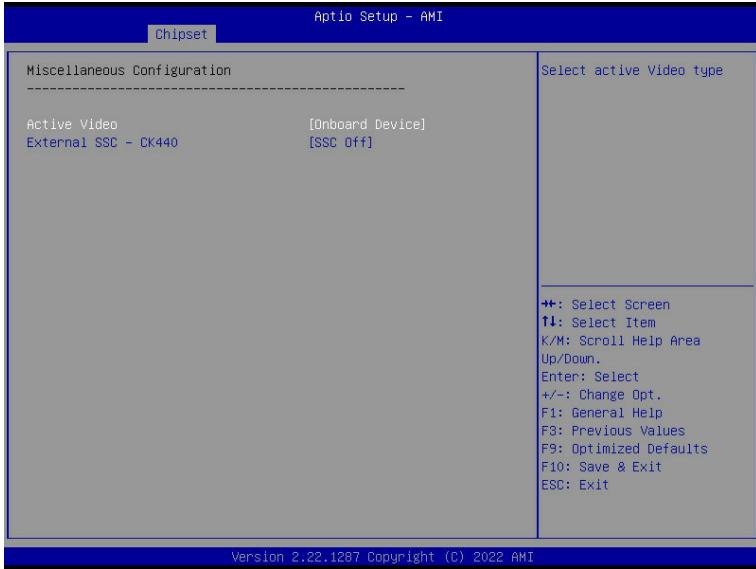 Aptio Setup – AMI
Chipset
Miscellaneous Configuration
--------------------------------------------------
Active Video [Onboard Device]
External SSC – CK440 [SSC Off]
Select active Video type
→←: Select Screen
↑↓: Select Item
K/M: Scroll Help Area
Up/Down.
Enter: Select
+/-: Change Opt.
F1: General Help
F3: Previous Values
F9: Optimized Defaults
F10: Save & Exit
ESC: Exit
Version 2.22.1287 Copyright (C) 2022 AMI